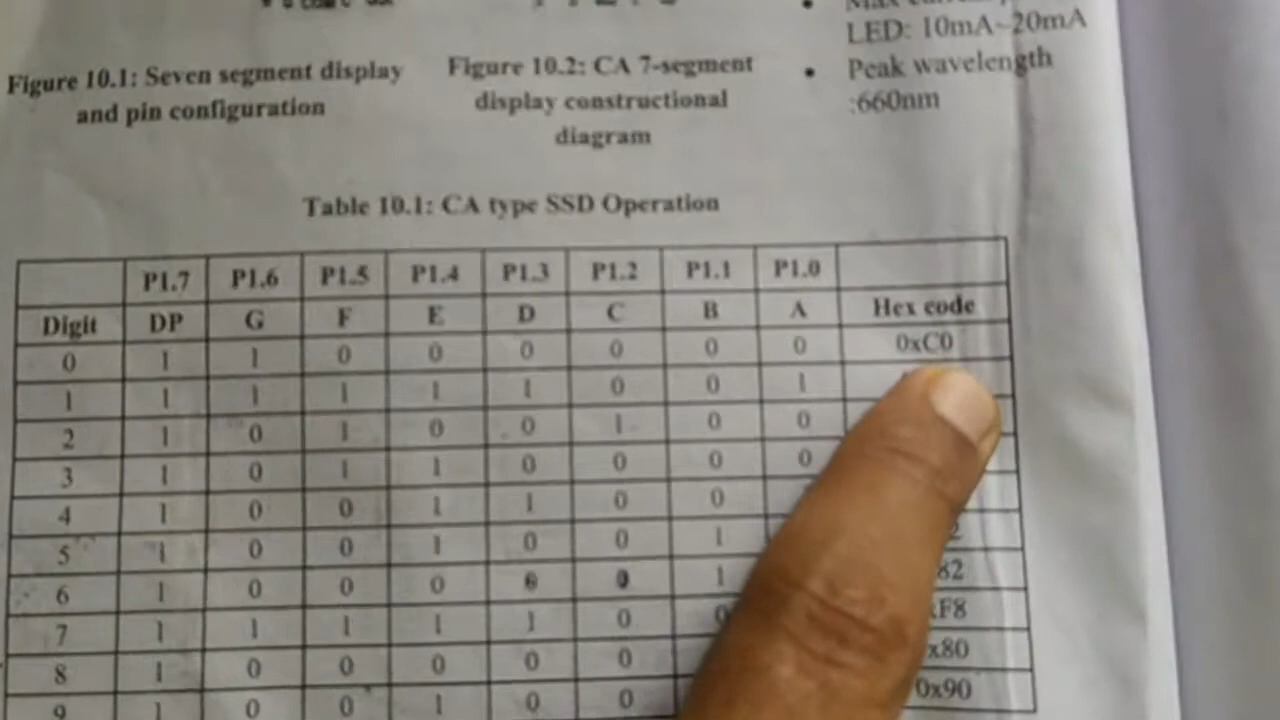 LED: 10mA~20mA
Peak wavelength
:660nm
Figure 10.1: Seven segment display
and pin configuration
Figure 10.2: CA 7-segment
display constructional
diagram
Table 10.1: CA type SSD Operation
P1.7 P1.6 P1.5 P1.4 P1.3 P1.2 P1.1 P1.0
Digit DP G F E D C B A Hex code
0 1 1 0 0 0 0 0 0 0xC0
1 1 1 1 1 1 0 0 1
2 1 0 1 0 0 1 0 0
3 1 0 1 1 0 0 0 0
4 1 0 0 1 1 0 0
5 1 0 0 1 0 0 1 2
6 1 0 0 0 0 0 1 82
7 1 1 1 1 1 0 0 F8
8 1 0 0 0 0 0 x80
9 1 0 0 1 0 0 0x90